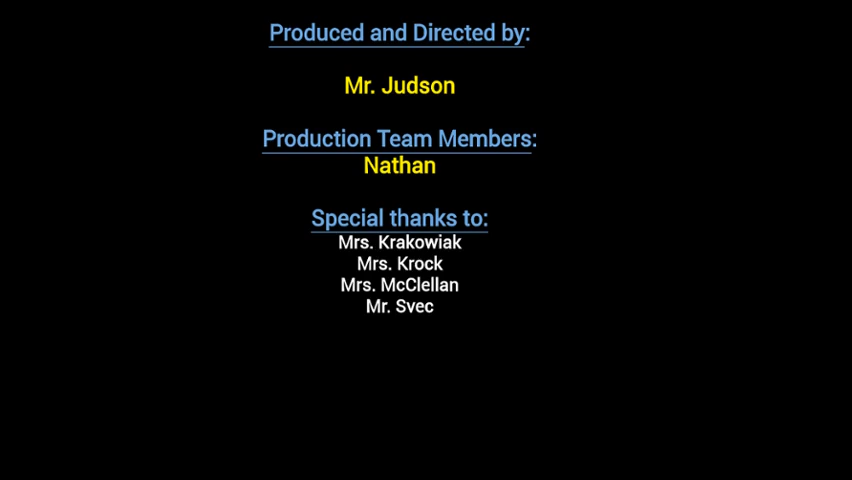 Produced and Directed by:
Mr. Judson
Production Team Members:
Nathan
Special thanks to:
Mrs. Krakowiak
Mrs. Krock
Mrs. McClellan
Mr. Svec